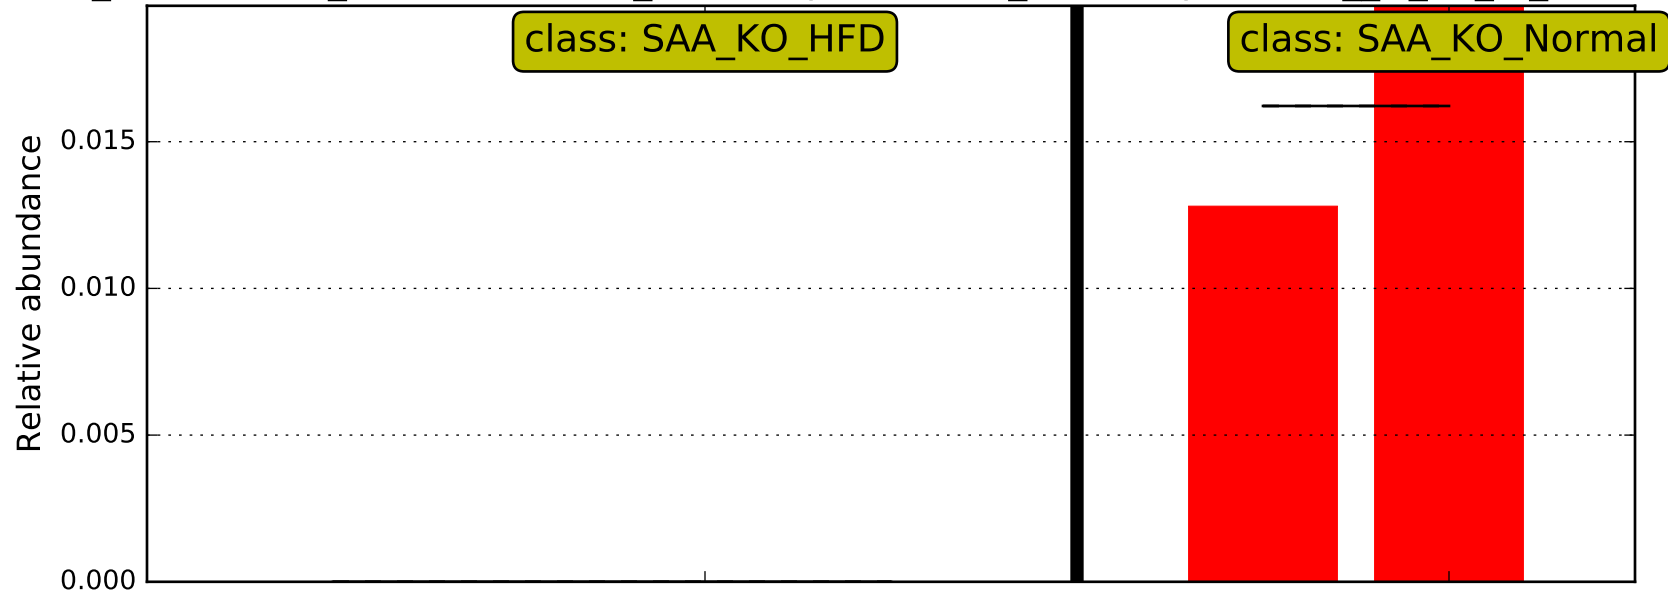 class: SAA_KO_HFD
class: SAA_KO_Normal
Relative abundance
0.015
0.010
0.005
0.000